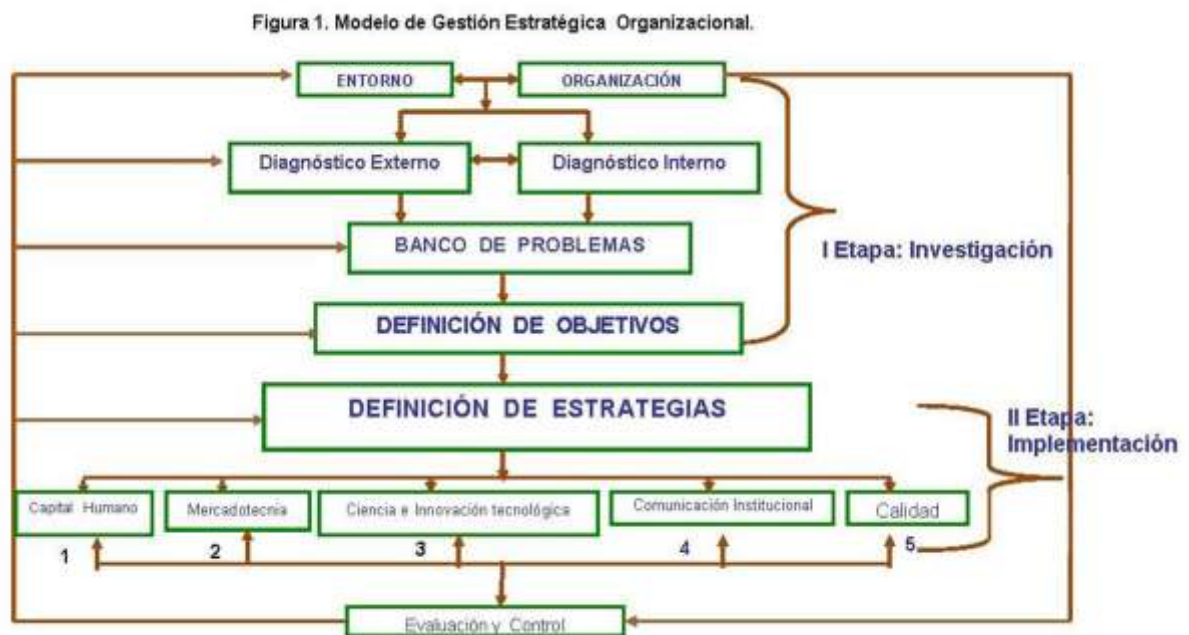 Figura 1. Modelo de Gestión Estratégica Organizacional.
ENTORNO
ORGANIZACIÓN
Diagnóstico Externo
Diagnóstico Interno
BANCO DE PROBLEMAS
I Etapa: Investigación
DEFINICIÓN DE OBJETIVOS
DEFINICIÓN DE ESTRATEGIAS
II Etapa:
Implementación
Capital Humano
Mercadotecnia
Ciencia e Innovación tecnológica
Comunicación Institucional
Calidad
1
2
3
4
5
Evaluación y Control